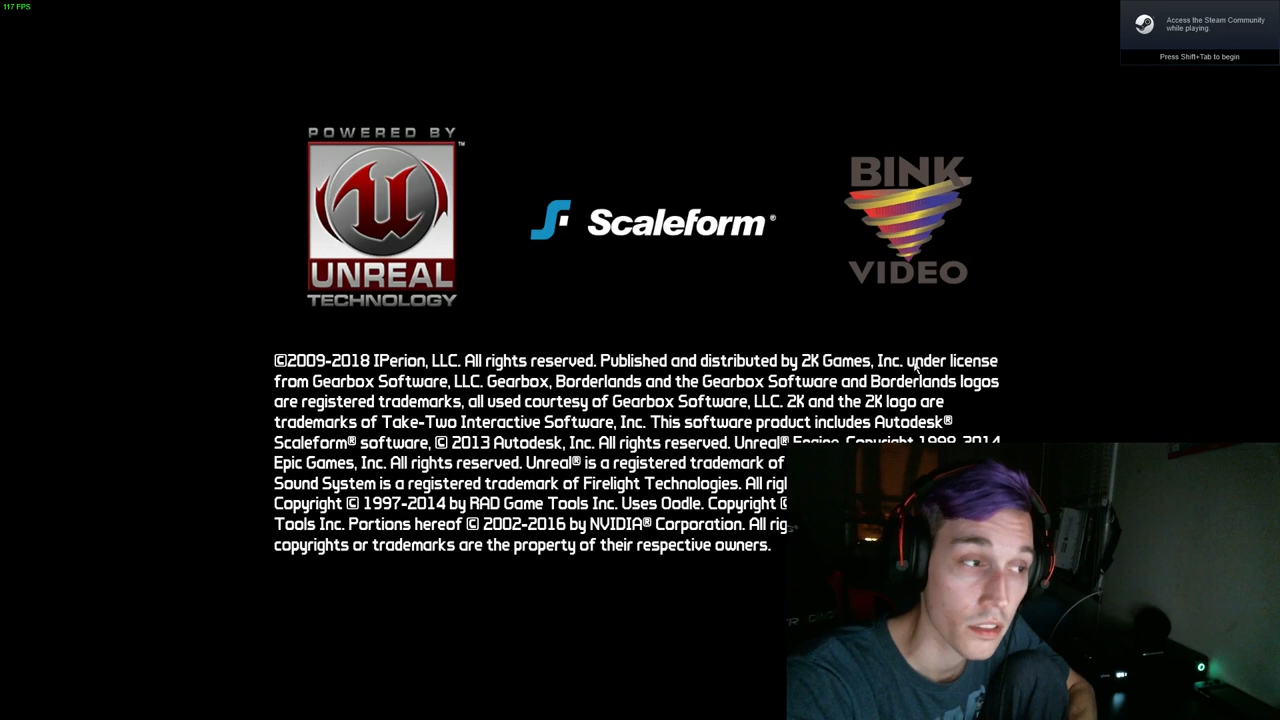 117 FPS
Access the Steam Community
while playing.
Press Shift+Tab to begin
POWERED BY
UNREAL
TECHNOLOGY™
Scaleform®
BINK
VIDEO
©2009-2018 IPerion, LLC. All rights reserved. Published and distributed by 2K Games, Inc. under license
from Gearbox Software, LLC. Gearbox, Borderlands and the Gearbox Software and Borderlands logos
are registered trademarks, all used courtesy of Gearbox Software, LLC. 2K and the 2K logo are
trademarks of Take-Two Interactive Software, Inc. This software product includes Autodesk®
Scaleform® software, © 2013 Autodesk, Inc. All rights reserved. Unreal® Engine, Copyright 1998-2014
Epic Games, Inc. All rights reserved. Unreal® is a registered trademark of
Sound System is a registered trademark of Firelight Technologies. All
Copyright © 1997-2014 by RAD Game Tools Inc. Uses Oodle. Copyright
Tools Inc. Portions hereof © 2002-2016 by NVIDIA® Corporation. All
copyrights or trademarks are the property of their respective owners.